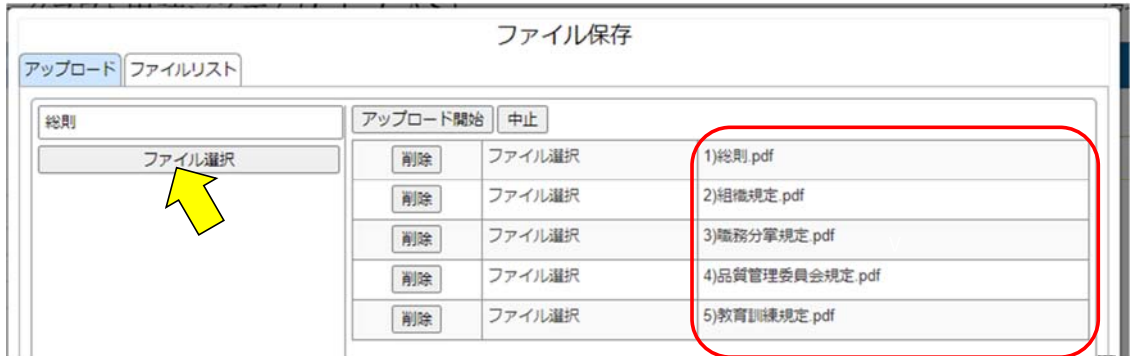 ファイル保存
アップロード ファイルリスト
総則
アップロード開始 中止
ファイル選択
削除 ファイル選択 1)総則.pdf
削除 ファイル選択 2)組織規定.pdf
削除 ファイル選択 3)職務分掌規定.pdf
削除 ファイル選択 4)品質管理委員会規定.pdf
削除 ファイル選択 5)教育訓練規定.pdf